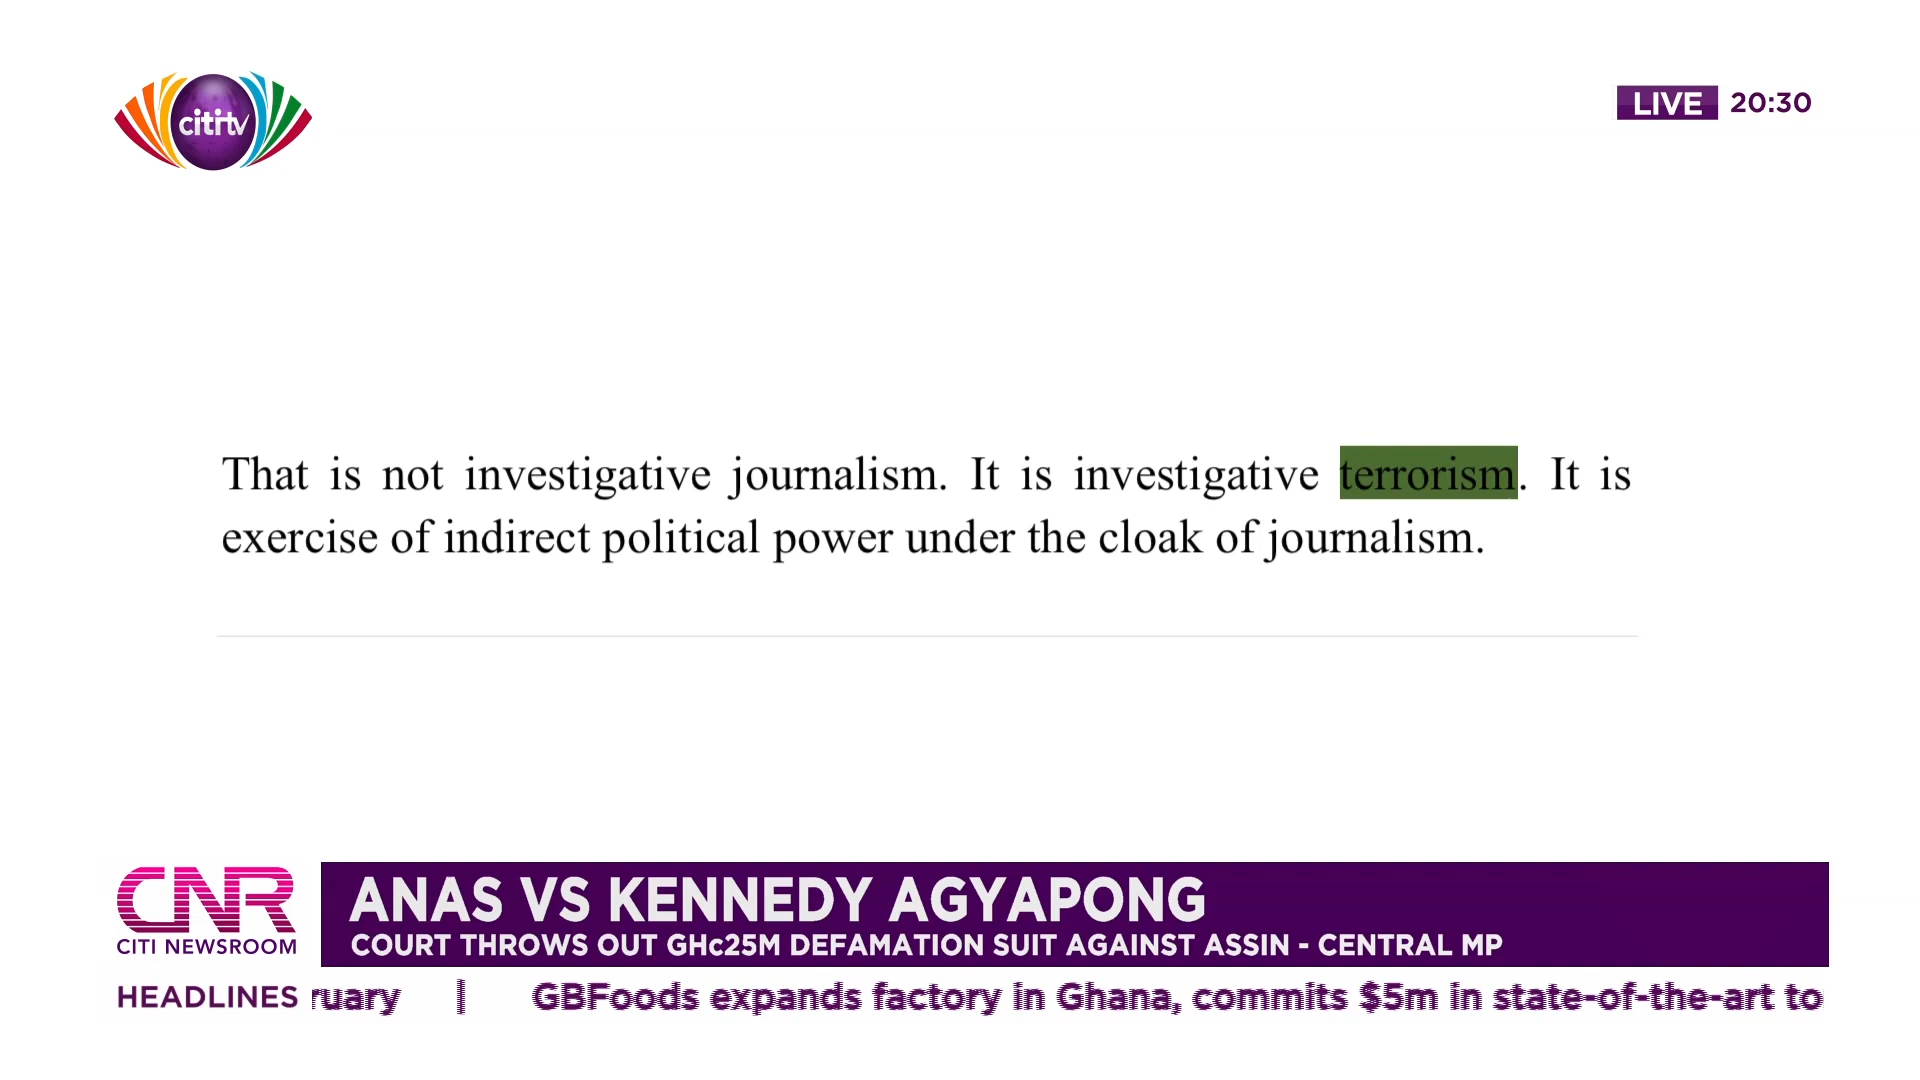 citi tv
LIVE 20:30
That is not investigative journalism. It is investigative terrorism. It is
exercise of indirect political power under the cloak of journalism.
CNR
CITI NEWSROOM
ANAS VS KENNEDY AGYAPONG
COURT THROWS OUT GHc25M DEFAMATION SUIT AGAINST ASSIN - CENTRAL MP
HEADLINES ruary | GBFoods expands factory in Ghana, commits $5m in state-of-the-art to